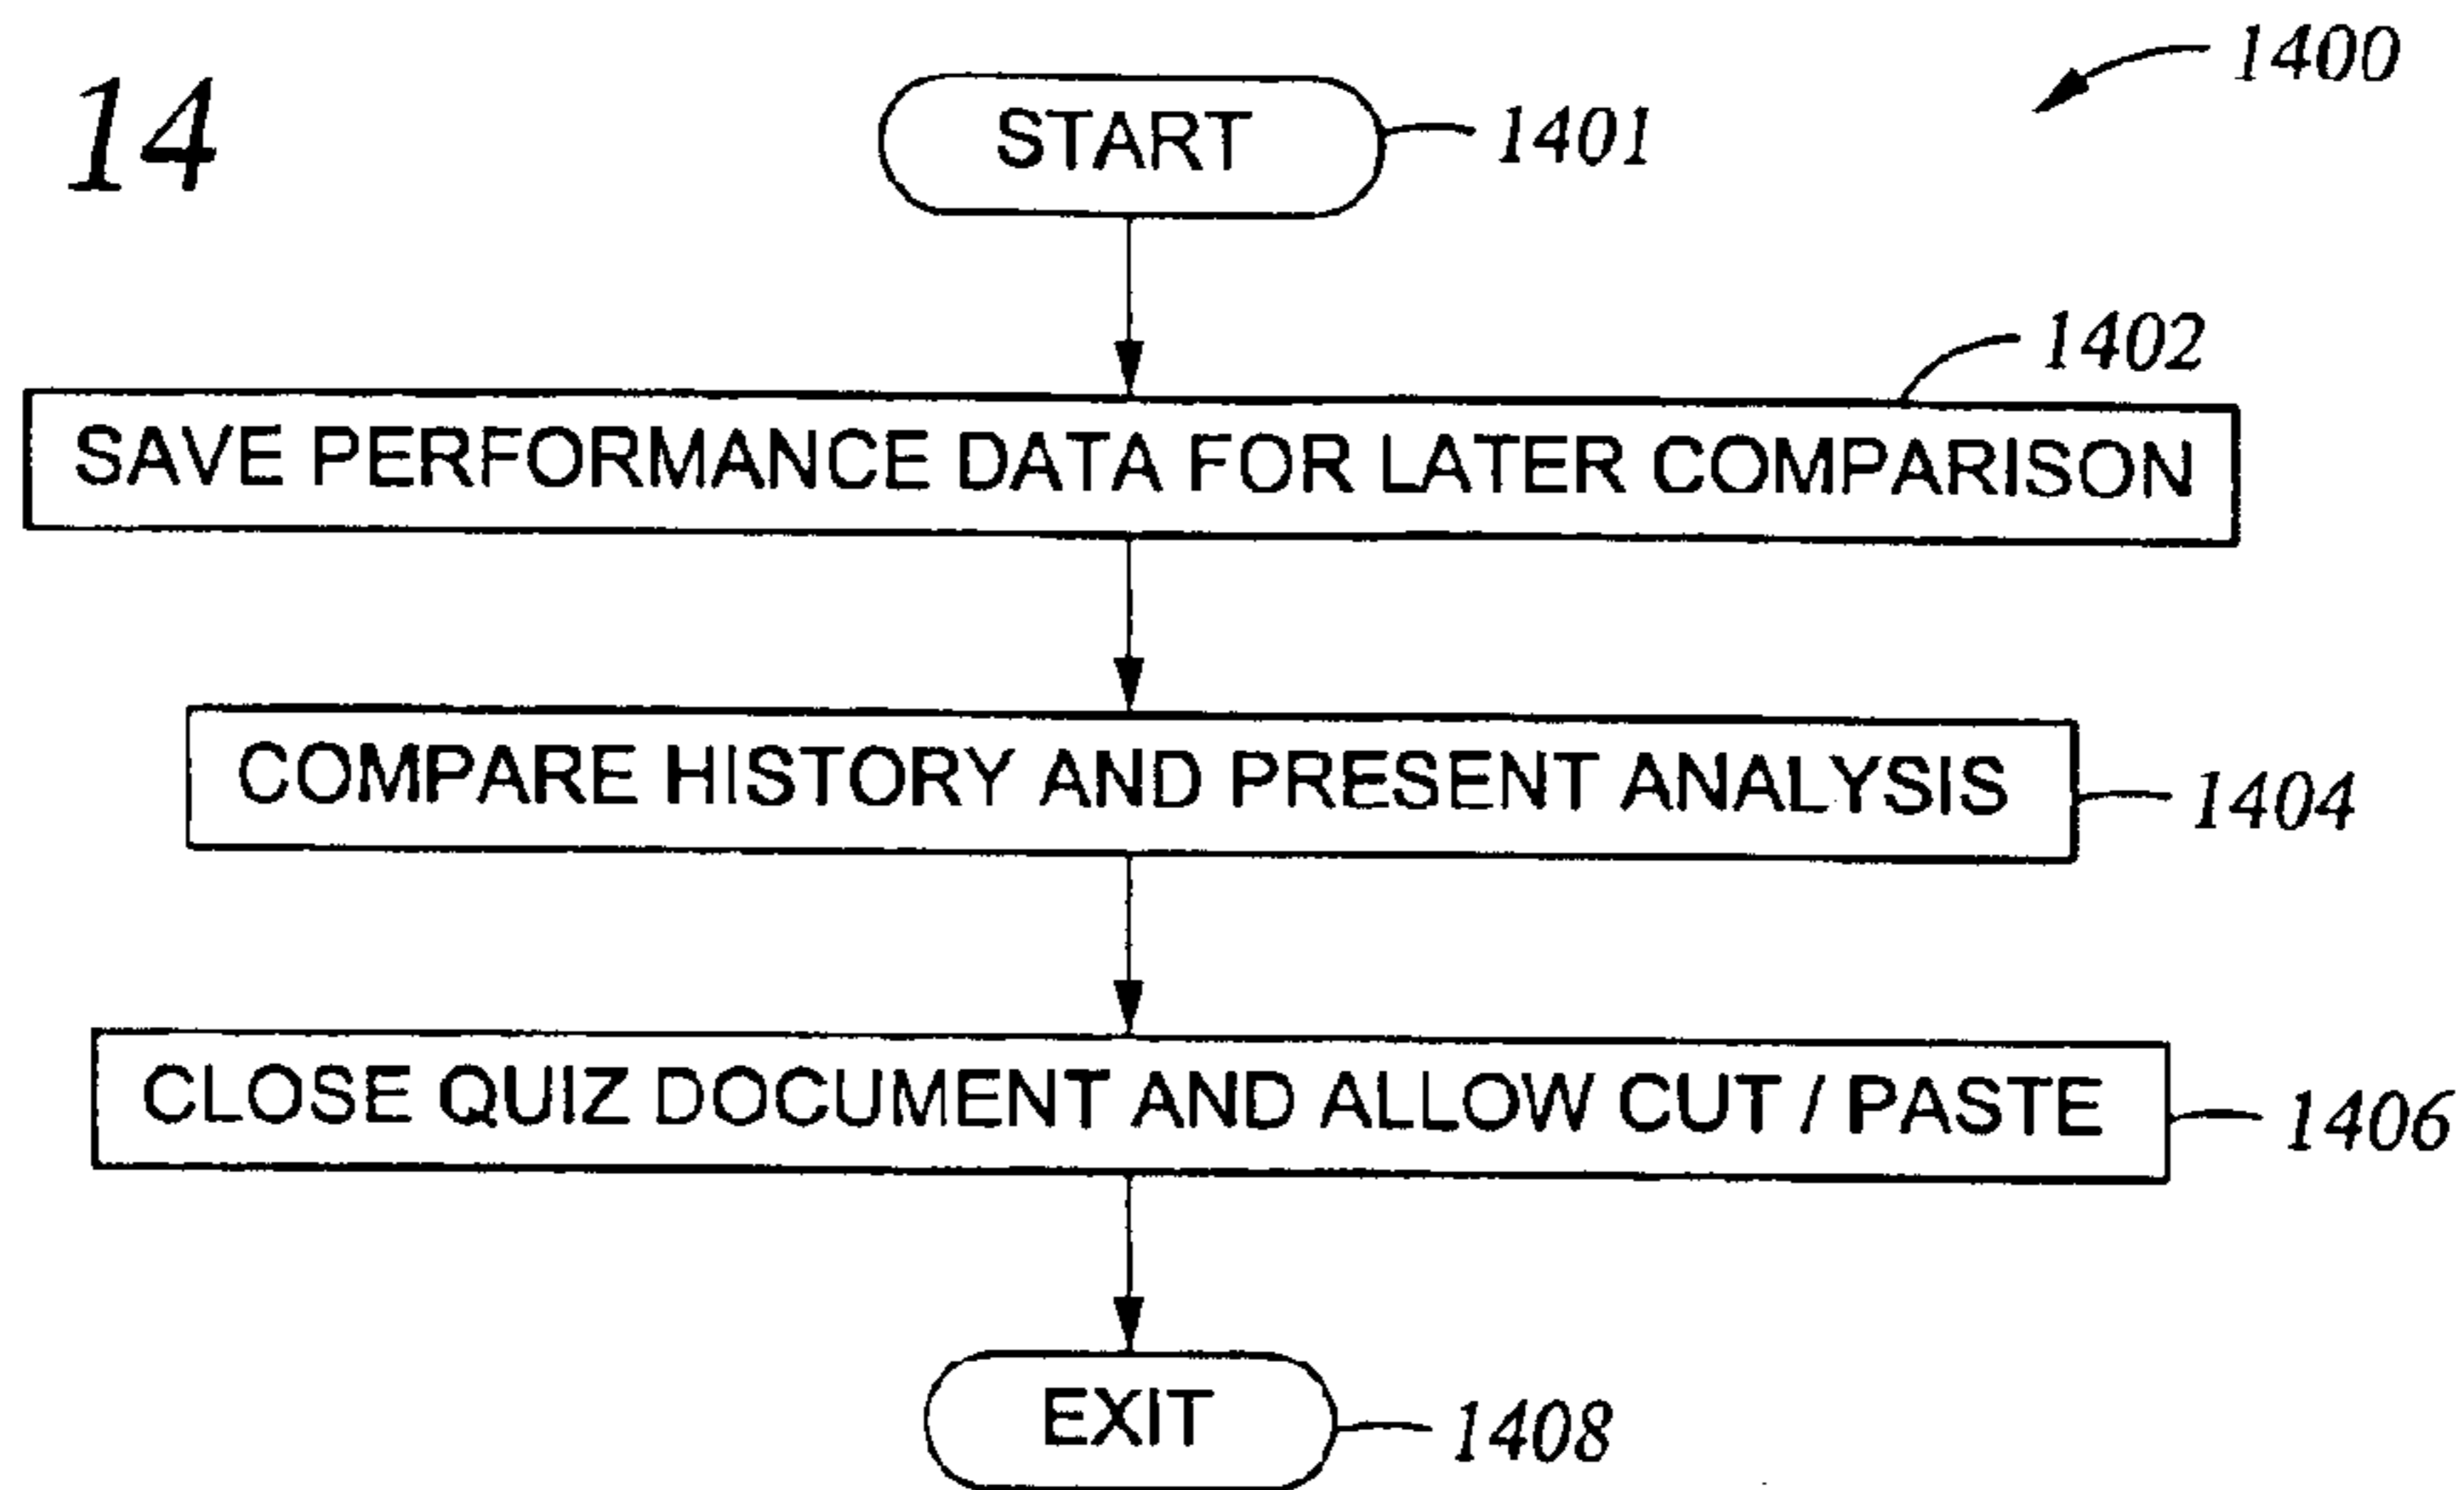 14
1400
START
1401
1402
SAVE PERFORMANCE DATA FOR LATER COMPARISON
COMPARE HISTORY AND PRESENT ANALYSIS
1404
CLOSE QUIZ DOCUMENT AND ALLOW CUT / PASTE
1406
EXIT
1408